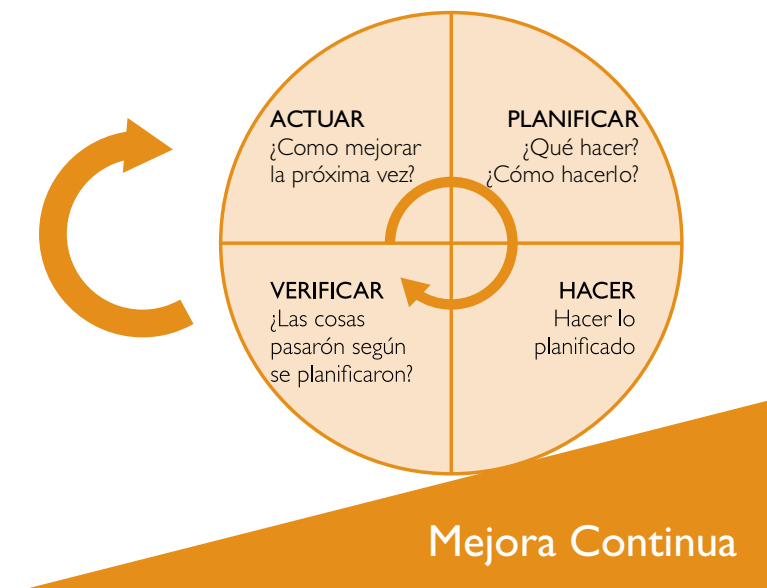 ACTUAR
¿Como mejorar
la próxima vez?
PLANIFICAR
¿Qué hacer?
¿Cómo hacerlo?
VERIFICAR
¿Las cosas
pasarón según
se planificaron?
HACER
Hacer lo
planificado
Mejora Continua